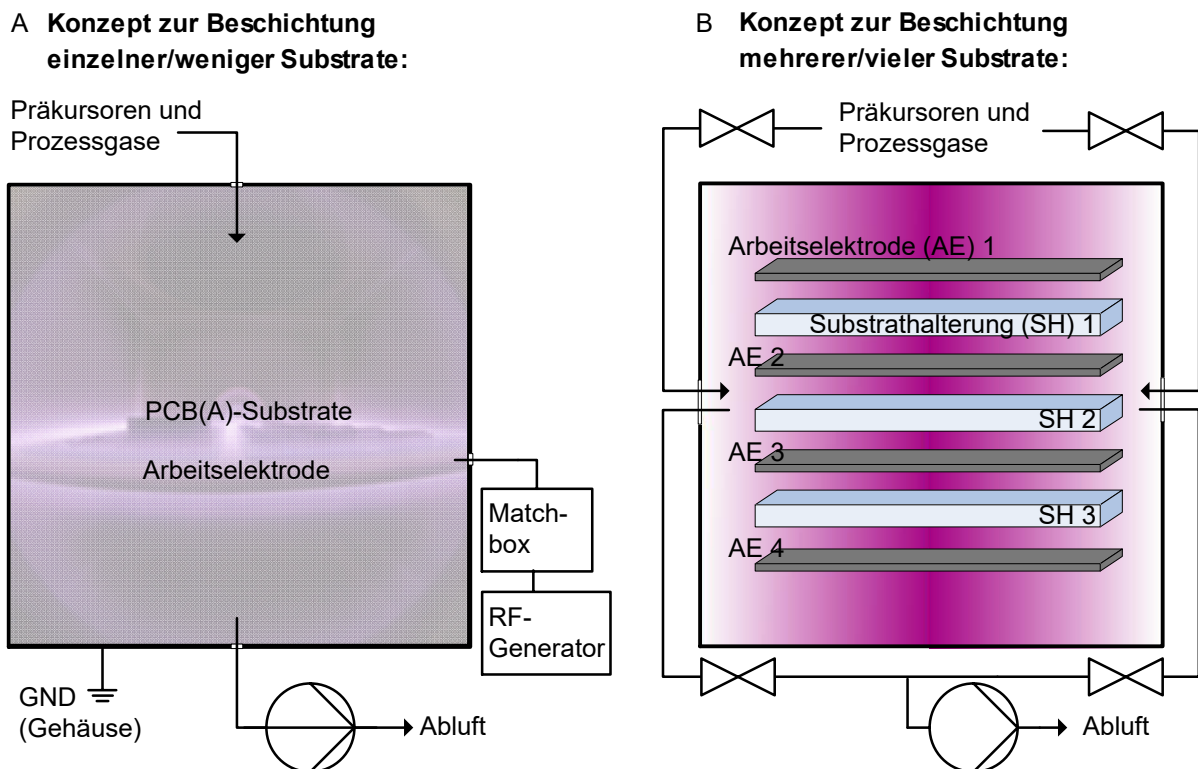 A Konzept zur Beschichtung
einzelner/weniger Substrate:
Präkursoren und
Prozessgase
PCB(A)-Substrate
Arbeitselektrode
Match-
box
RF-
Generator
GND
(Gehäuse)
Abluft
B Konzept zur Beschichtung
mehrerer/vieler Substrate:
Präkursoren und
Prozessgase
Arbeitselektrode (AE) 1
Substrathalterung (SH) 1
AE 2
SH 2
AE 3
SH 3
AE 4
Abluft